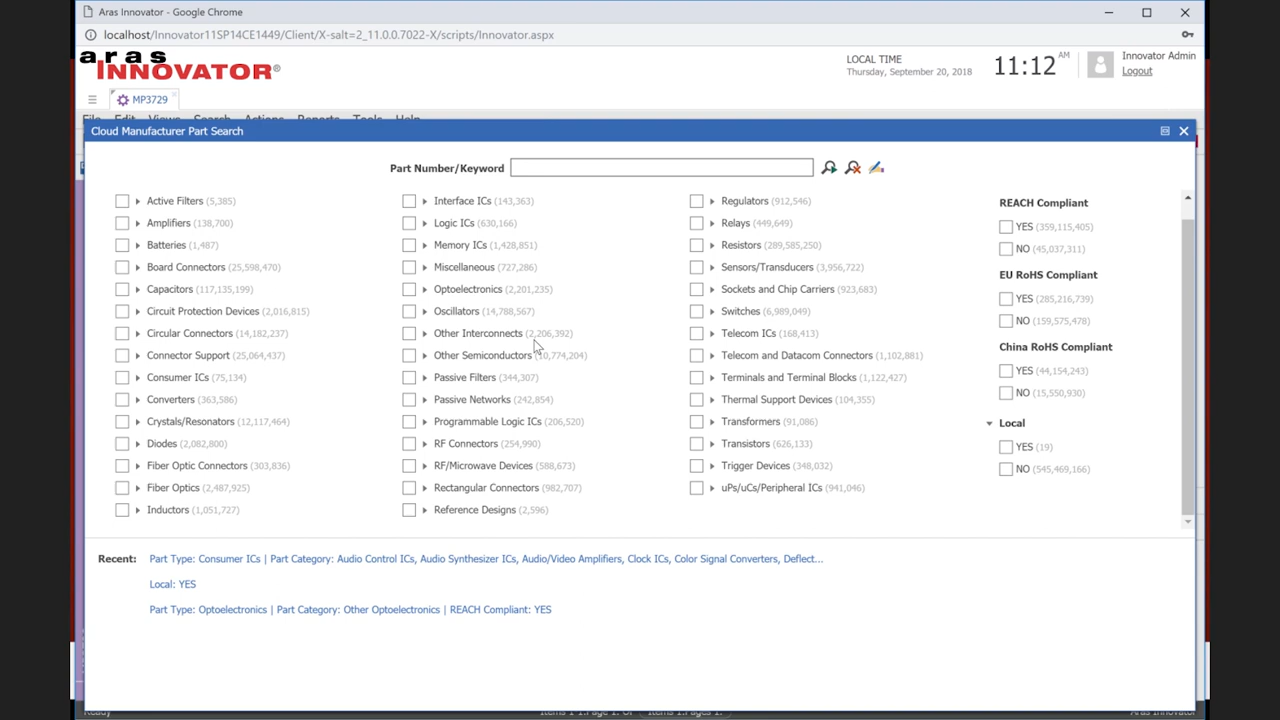 Aras Innovator - Google Chrome
localhost/Innovator11SP14CE1449/Client/X-salt=2_11.0.0.7022-X/scripts/Innovator.aspx
aras
INNOVATOR®
LOCAL TIME
Thursday, September 20, 2018
11:12 AM
Innovator Admin
Logout
MP3729
File Edit Views Search Actions Reports Tools Help
Cloud Manufacturer Part Search
Part Number/Keyword
Active Filters (5,385)
Amplifiers (138,700)
Batteries (1,487)
Board Connectors (25,598,470)
Capacitors (117,135,199)
Circuit Protection Devices (2,016,815)
Circular Connectors (14,182,237)
Connector Support (25,064,437)
Consumer ICs (75,134)
Converters (363,586)
Crystals/Resonators (12,117,464)
Diodes (2,082,800)
Fiber Optic Connectors (303,836)
Fiber Optics (2,487,925)
Inductors (1,051,727)
Interface ICs (143,363)
Logic ICs (630,166)
Memory ICs (1,428,851)
Miscellaneous (727,286)
Optoelectronics (2,201,235)
Oscillators (14,788,567)
Other Interconnects (2,206,392)
Other Semiconductors (10,774,204)
Passive Filters (344,307)
Passive Networks (242,854)
Programmable Logic ICs (206,520)
RF Connectors (254,990)
RF/Microwave Devices (588,673)
Rectangular Connectors (982,707)
Reference Designs (2,596)
Regulators (912,546)
Relays (449,649)
Resistors (289,585,250)
Sensors/Transducers (3,956,722)
Sockets and Chip Carriers (923,683)
Switches (6,989,049)
Telecom ICs (168,413)
Telecom and Datacom Connectors (1,102,881)
Terminals and Terminal Blocks (1,122,427)
Thermal Support Devices (104,355)
Transformers (91,086)
Transistors (626,133)
Trigger Devices (348,032)
uPs/uCs/Peripheral ICs (941,046)
REACH Compliant
YES (359,115,405)
NO (45,037,311)
EU RoHS Compliant
YES (285,216,739)
NO (159,575,478)
China RoHS Compliant
YES (44,154,243)
NO (15,550,930)
Local
YES (19)
NO (545,469,166)
Recent:
Part Type: Consumer ICs | Part Category: Audio Control ICs, Audio Synthesizer ICs, Audio/Video Amplifiers, Clock ICs, Color Signal Converters, Deflect...
Local: YES
Part Type: Optoelectronics | Part Category: Other Optoelectronics | REACH Compliant: YES
Ready
Aras Innovator